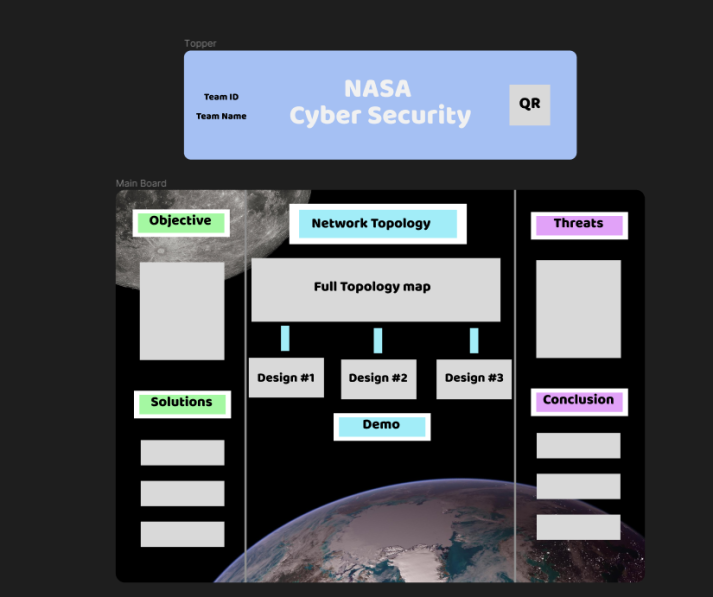 Topper
Team ID
Team Name
NASA
Cyber Security
QR
Main Board
Objective
Solutions
Network Topology
Full Topology map
Design #1
Design #2
Design #3
Demo
Threats
Conclusion